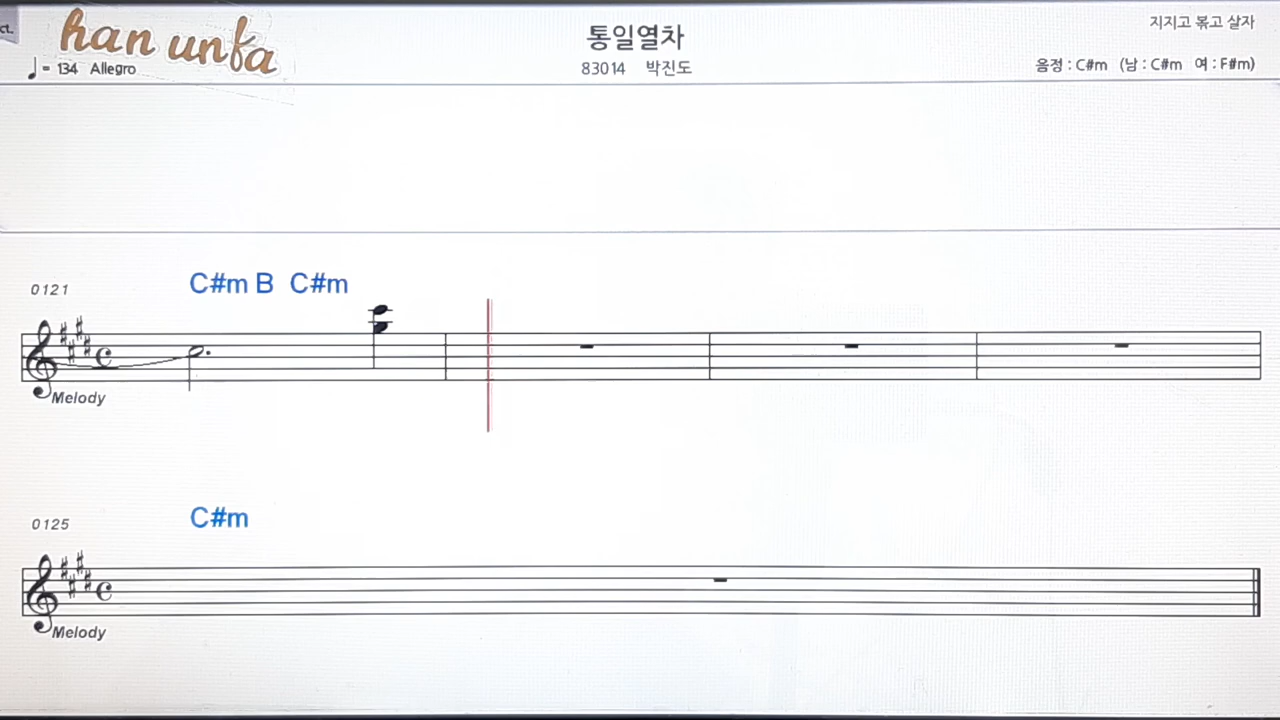 ct.
han unfa
♩= 134 Allegro
통일열차
83014 박진도
지지고 볶고 살자
음정 : C#m (남 : C#m 여 : F#m)
0121
C#m B C#m
Melody
0125
C#m
Melody